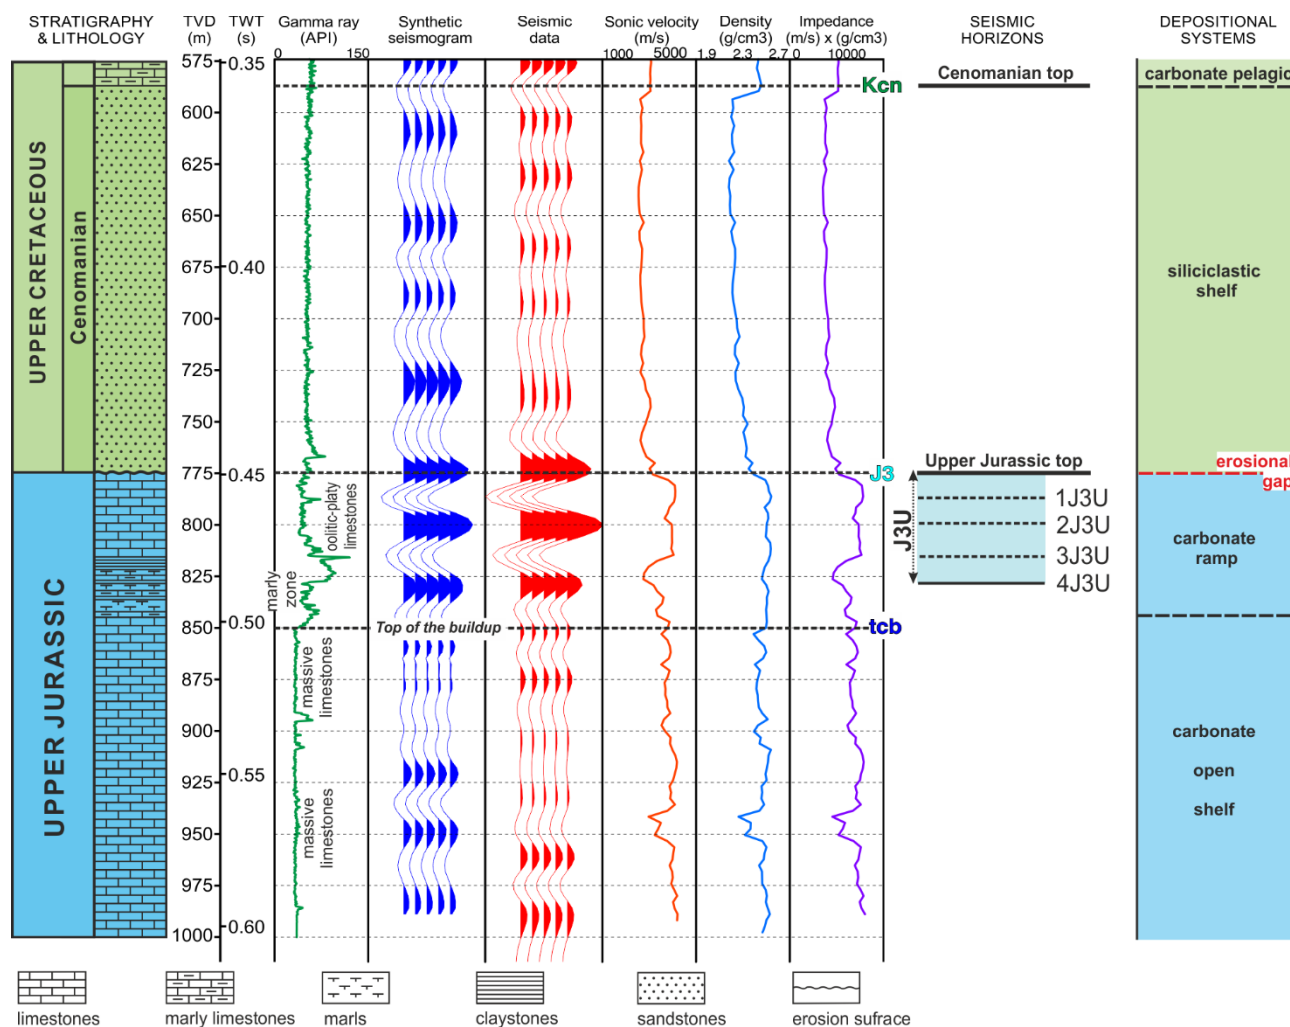 STRATIGRAPHY
& LITHOLOGY
TVD
(m)
TWT
(s)
Gamma ray
(API)
0 150
Synthetic
seismogram
Seismic
data
Sonic velocity
(m/s)
1000 5000
Density
(g/cm3)
1.9 2.3 2.7
Impedance
(m/s) x (g/cm3)
0 10000
SEISMIC
HORIZONS
DEPOSITIONAL
SYSTEMS
575
600
625
650
675
700
725
750
775
800
825
850
875
900
925
950
975
1000
0.35
0.40
0.45
0.50
0.55
0.60
UPPER CRETACEOUS
Cenomanian
UPPER JURASSIC
oolitic-platy
limestones
marly
zone
massive
limestones
massive
limestones
Top of the buildup
Kcn
J3
tcb
Cenomanian top
Upper Jurassic top
J3U
1J3U
2J3U
3J3U
4J3U
carbonate pelagic
siliciclastic
shelf
erosional
gap
carbonate
ramp
carbonate
open
shelf
limestones
marly limestones
marls
claystones
sandstones
erosion sufrace